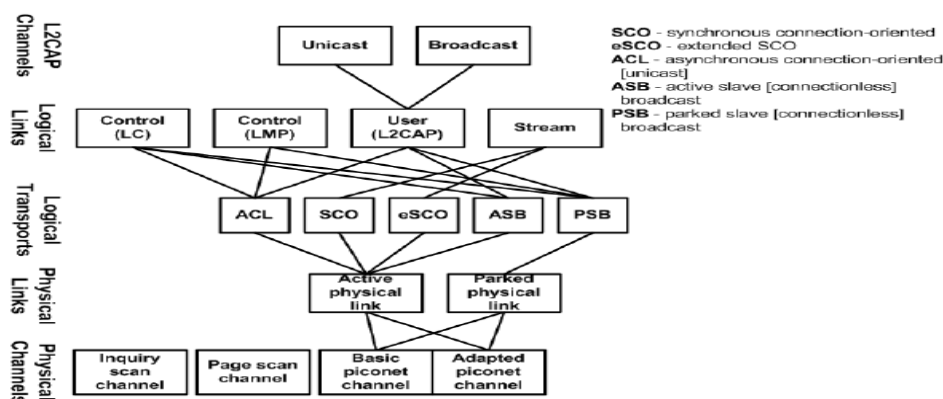 L2CAP
Channels
Unicast
Broadcast
SCO - synchronous connection-oriented
eSCO - extended SCO
ACL - asynchronous connection-oriented
[unicast]
ASB - active slave [connectionless]
broadcast
PSB - parked slave [connectionless]
broadcast
Logical
Links
Control
(LC)
Control
(LMP)
User
(L2CAP)
Stream
Logical
Transports
ACL
SCO
eSCO
ASB
PSB
Physical
Links
Active
physical
link
Parked
physical
link
Physical
Channels
Inquiry
scan
channel
Page scan
channel
Basic
piconet
channel
Adapted
piconet
channel